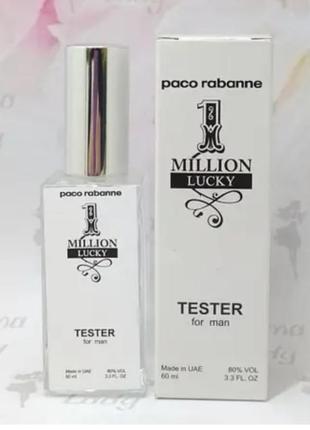 paco rabanne
1
MILLION
LUCKY
TESTER
for man
Made in UAE 80% VOL
60 ml 3.3 FL. OZ
paco rabanne
1
MILLION
LUCKY
TESTER
for man
Made in UAE 80% VOL
60 ml 3.3 FL. OZ